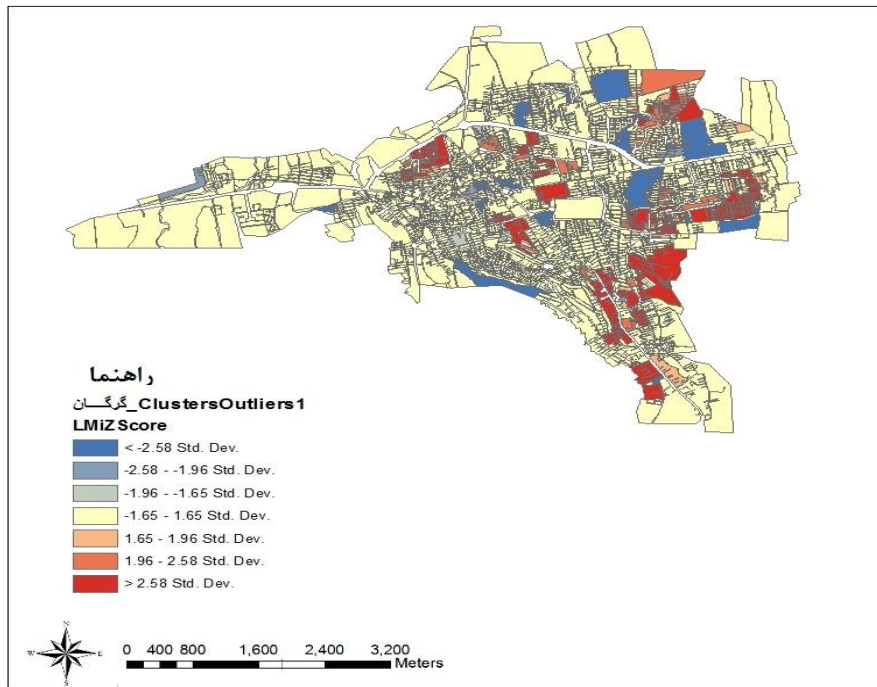 راهنما
گرگــــان_ClustersOutliers1
LMiZScore
< -2.58 Std. Dev.
-2.58 - -1.96 Std. Dev.
-1.96 - -1.65 Std. Dev.
-1.65 - 1.65 Std. Dev.
1.65 - 1.96 Std. Dev.
1.96 - 2.58 Std. Dev.
> 2.58 Std. Dev.
N
W E
S
0 400 800 1,600 2,400 3,200
Meters